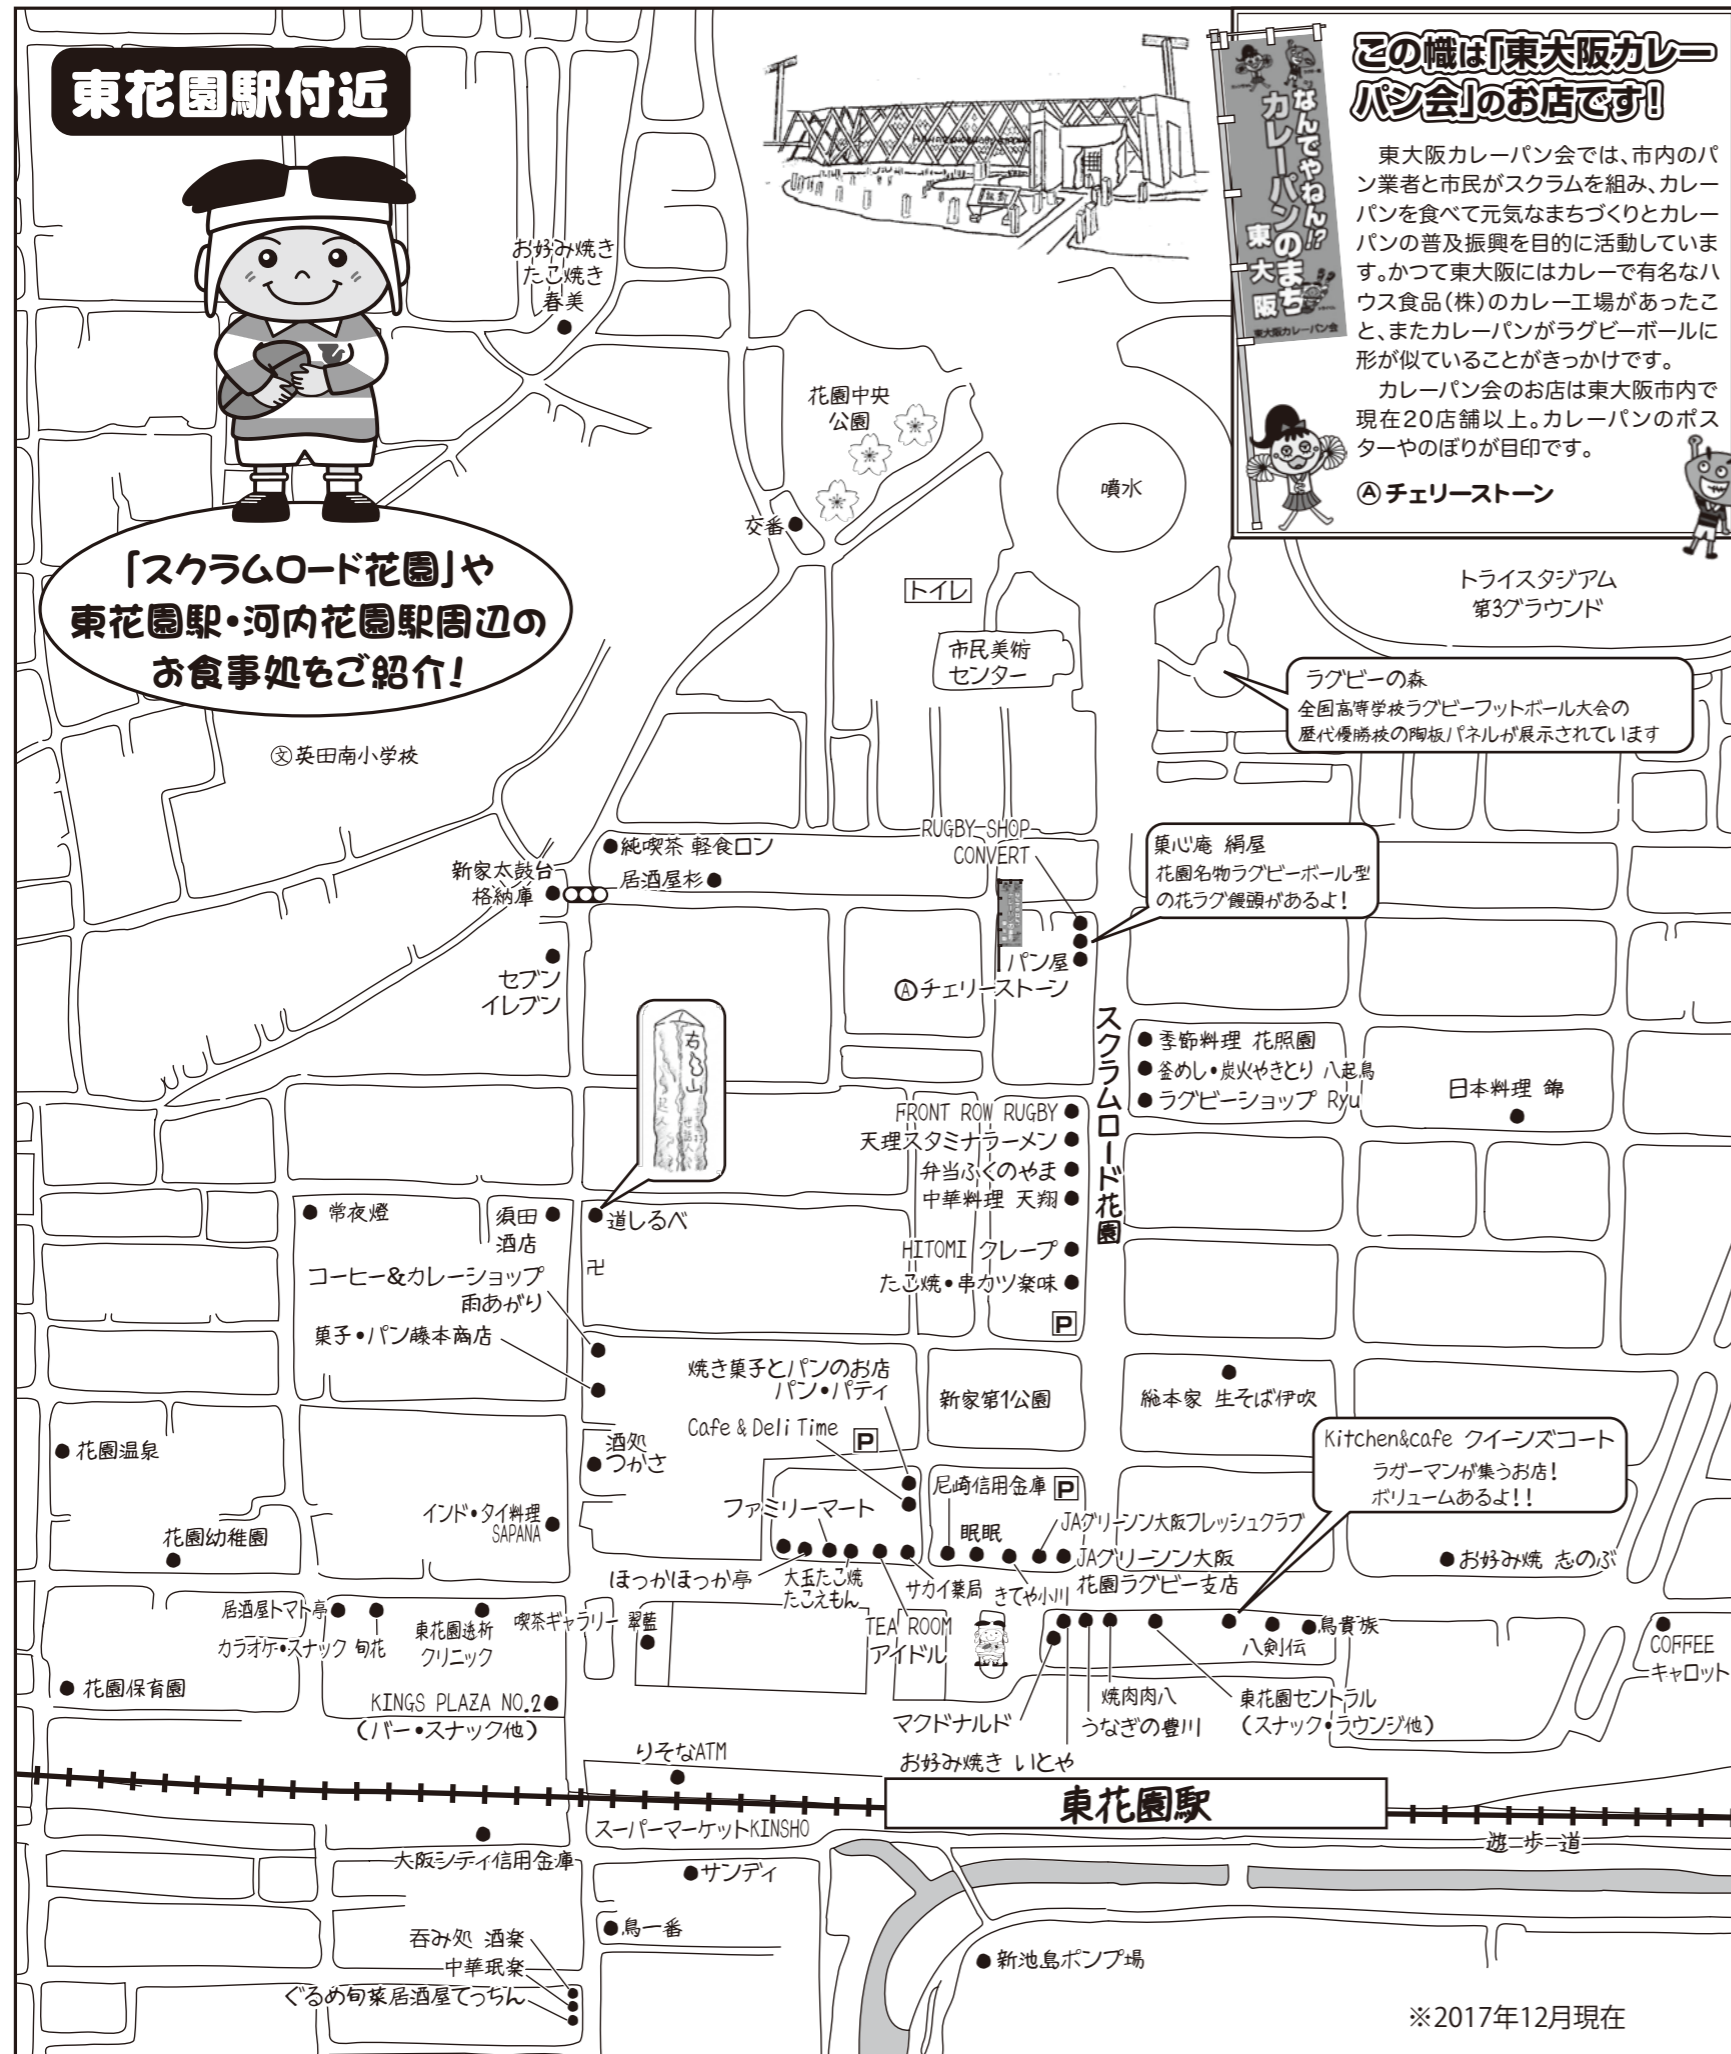 東花園駅付近
「スクラムロード花園」や
東花園駅・河内花園駅周辺の
お食事処をご紹介!
この幟は「東大阪カレー
パン会」のお店です!
東大阪カレーパン会では、市内のパ
ン業者と市民がスクラムを組み、カレー
パンを食べて元気なまちづくりとカレー
パンの普及振興を目的に活動していま
す。かつて東大阪にはカレーで有名なハ
ウス食品(株)のカレー工場があったこ
と、またカレーパンがラグビーボールに
形が似ていることがきっかけです。
カレーパン会のお店は東大阪市内で
現在20店舗以上。カレーパンのポス
ターやのぼりが目印です。
Ⓐチェリーストーン
なんでやねん!?
カレーパンのまち
東大阪
東大阪カレーパン会
お好み焼き
たこ焼き
春美
花園中央
公園
交番
噴水
トイレ
市民美術
センター
トライスタジアム
第3グラウンド
ラグビーの森
全国高等学校ラグビーフットボール大会の
歴代優勝校の陶板パネルが展示されています
文英田南小学校
純喫茶 軽食ロン
居酒屋杉
新家太鼓台
格納庫
セブン
イレブン
RUGBY SHOP
CONVERT
菓心庵 絹屋
花園名物ラグビーボール型
の花ラグ饅頭があるよ!
パン屋
Ⓐチェリーストーン
スクラムロード花園
季節料理 花照園
釜めし・炭火やきとり 八起鳥
ラグビーショップ Ryu
日本料理 錦
FRONT ROW RUGBY
天理スタミナラーメン
弁当ふくのやま
中華料理 天翔
HITOMI クレープ
たこ焼・串カツ楽味
P
常夜燈
須田
酒店
道しるべ
卍
コーヒー&カレーショップ
雨あがり
菓子・パン藤本商店
焼き菓子とパンのお店
パン・パティ
Cafe & Deli Time
P
新家第1公園
総本家 生そば伊吹
Kitchen&cafe クイーンズコート
ラガーマンが集うお店!
ボリュームあるよ!!
花園温泉
酒処
つかさ
ファミリーマート
尼崎信用金庫
P
眠眠
JAグリーン大阪フレッシュクラブ
JAグリーン大阪
花園ラグビー支店
インド・タイ料理
SAPANA
花園幼稚園
お好み焼 志のぶ
ほっかほっか亭
大玉たこ焼
たこえもん
サカイ薬局
きてや小川
居酒屋トマト亭
カラオケ・スナック 旬花
東花園透析
クリニック
喫茶ギャラリー 翠藍
TEA ROOM
アイドル
八剣伝
鳥貴族
COFFEE
キャロット
花園保育園
KINGS PLAZA NO.2
(バー・スナック他)
マクドナルド
焼肉肉八
うなぎの豊川
東花園セントラル
(スナック・ラウンジ他)
お好み焼き いとや
りそなATM
東花園駅
スーパーマーケットKINSHO
遊歩道
大阪シティ信用金庫
サンディ
鳥一番
呑み処 酒楽
中華珉楽
ぐるめ旬菜居酒屋てっちん
新池島ポンプ場
※2017年12月現在